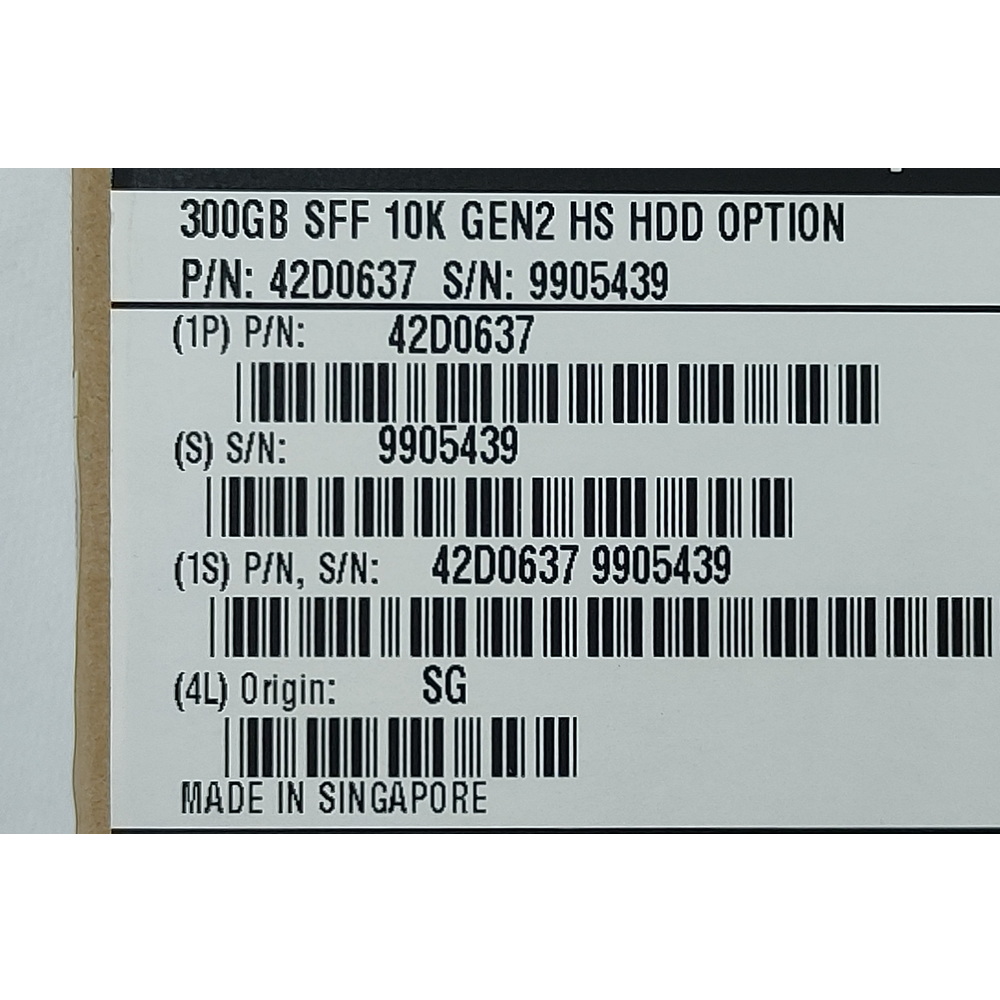 300GB SFF 10K GEN2 HS HDD OPTION
P/N: 42D0637 S/N: 9905439
(1P) P/N: 42D0637
(S) S/N: 9905439
(1S) P/N, S/N: 42D0637 9905439
(4L) Origin: SG
MADE IN SINGAPORE